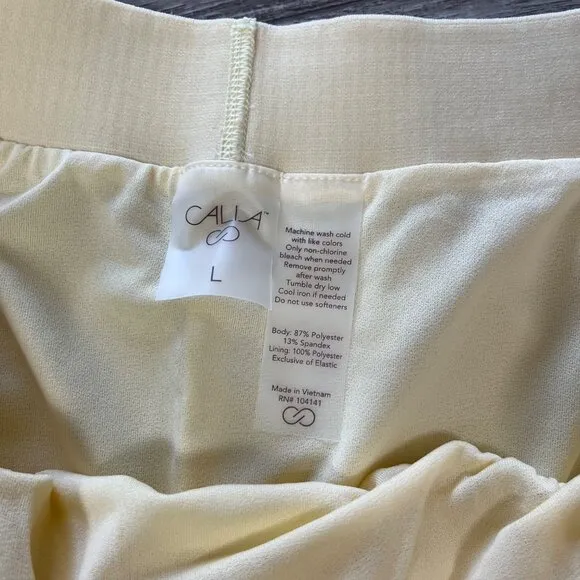 CALIA™
L
Machine wash cold
with like colors
Only non-chlorine
bleach when needed
Remove promptly
after wash
Tumble dry low
Cool iron if needed
Do not use softeners
Body: 87% Polyester
13% Spandex
Lining: 100% Polyester
Exclusive of Elastic
Made in Vietnam
RN# 104141